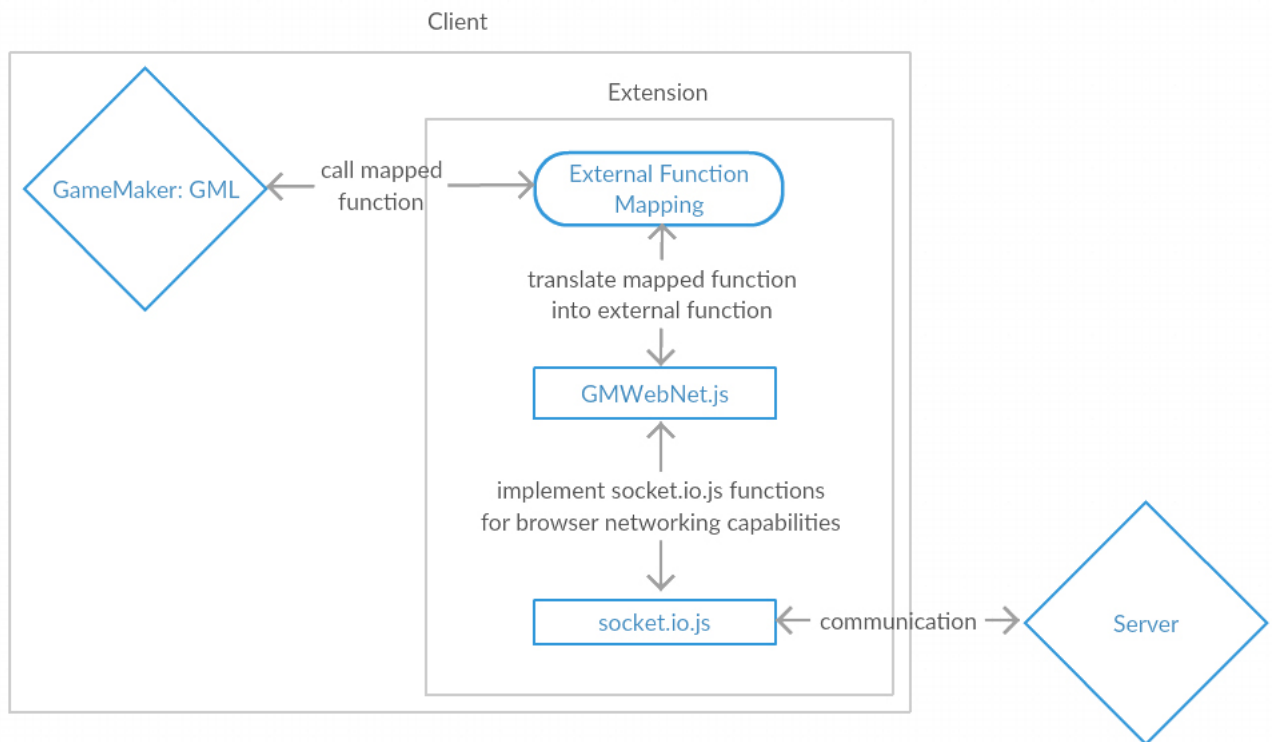 Client
Extension
GameMaker: GML
call mapped
function
External Function
Mapping
translate mapped function
into external function
GMWebNet.js
implement socket.io.js functions
for browser networking capabilities
socket.io.js
communication
Server